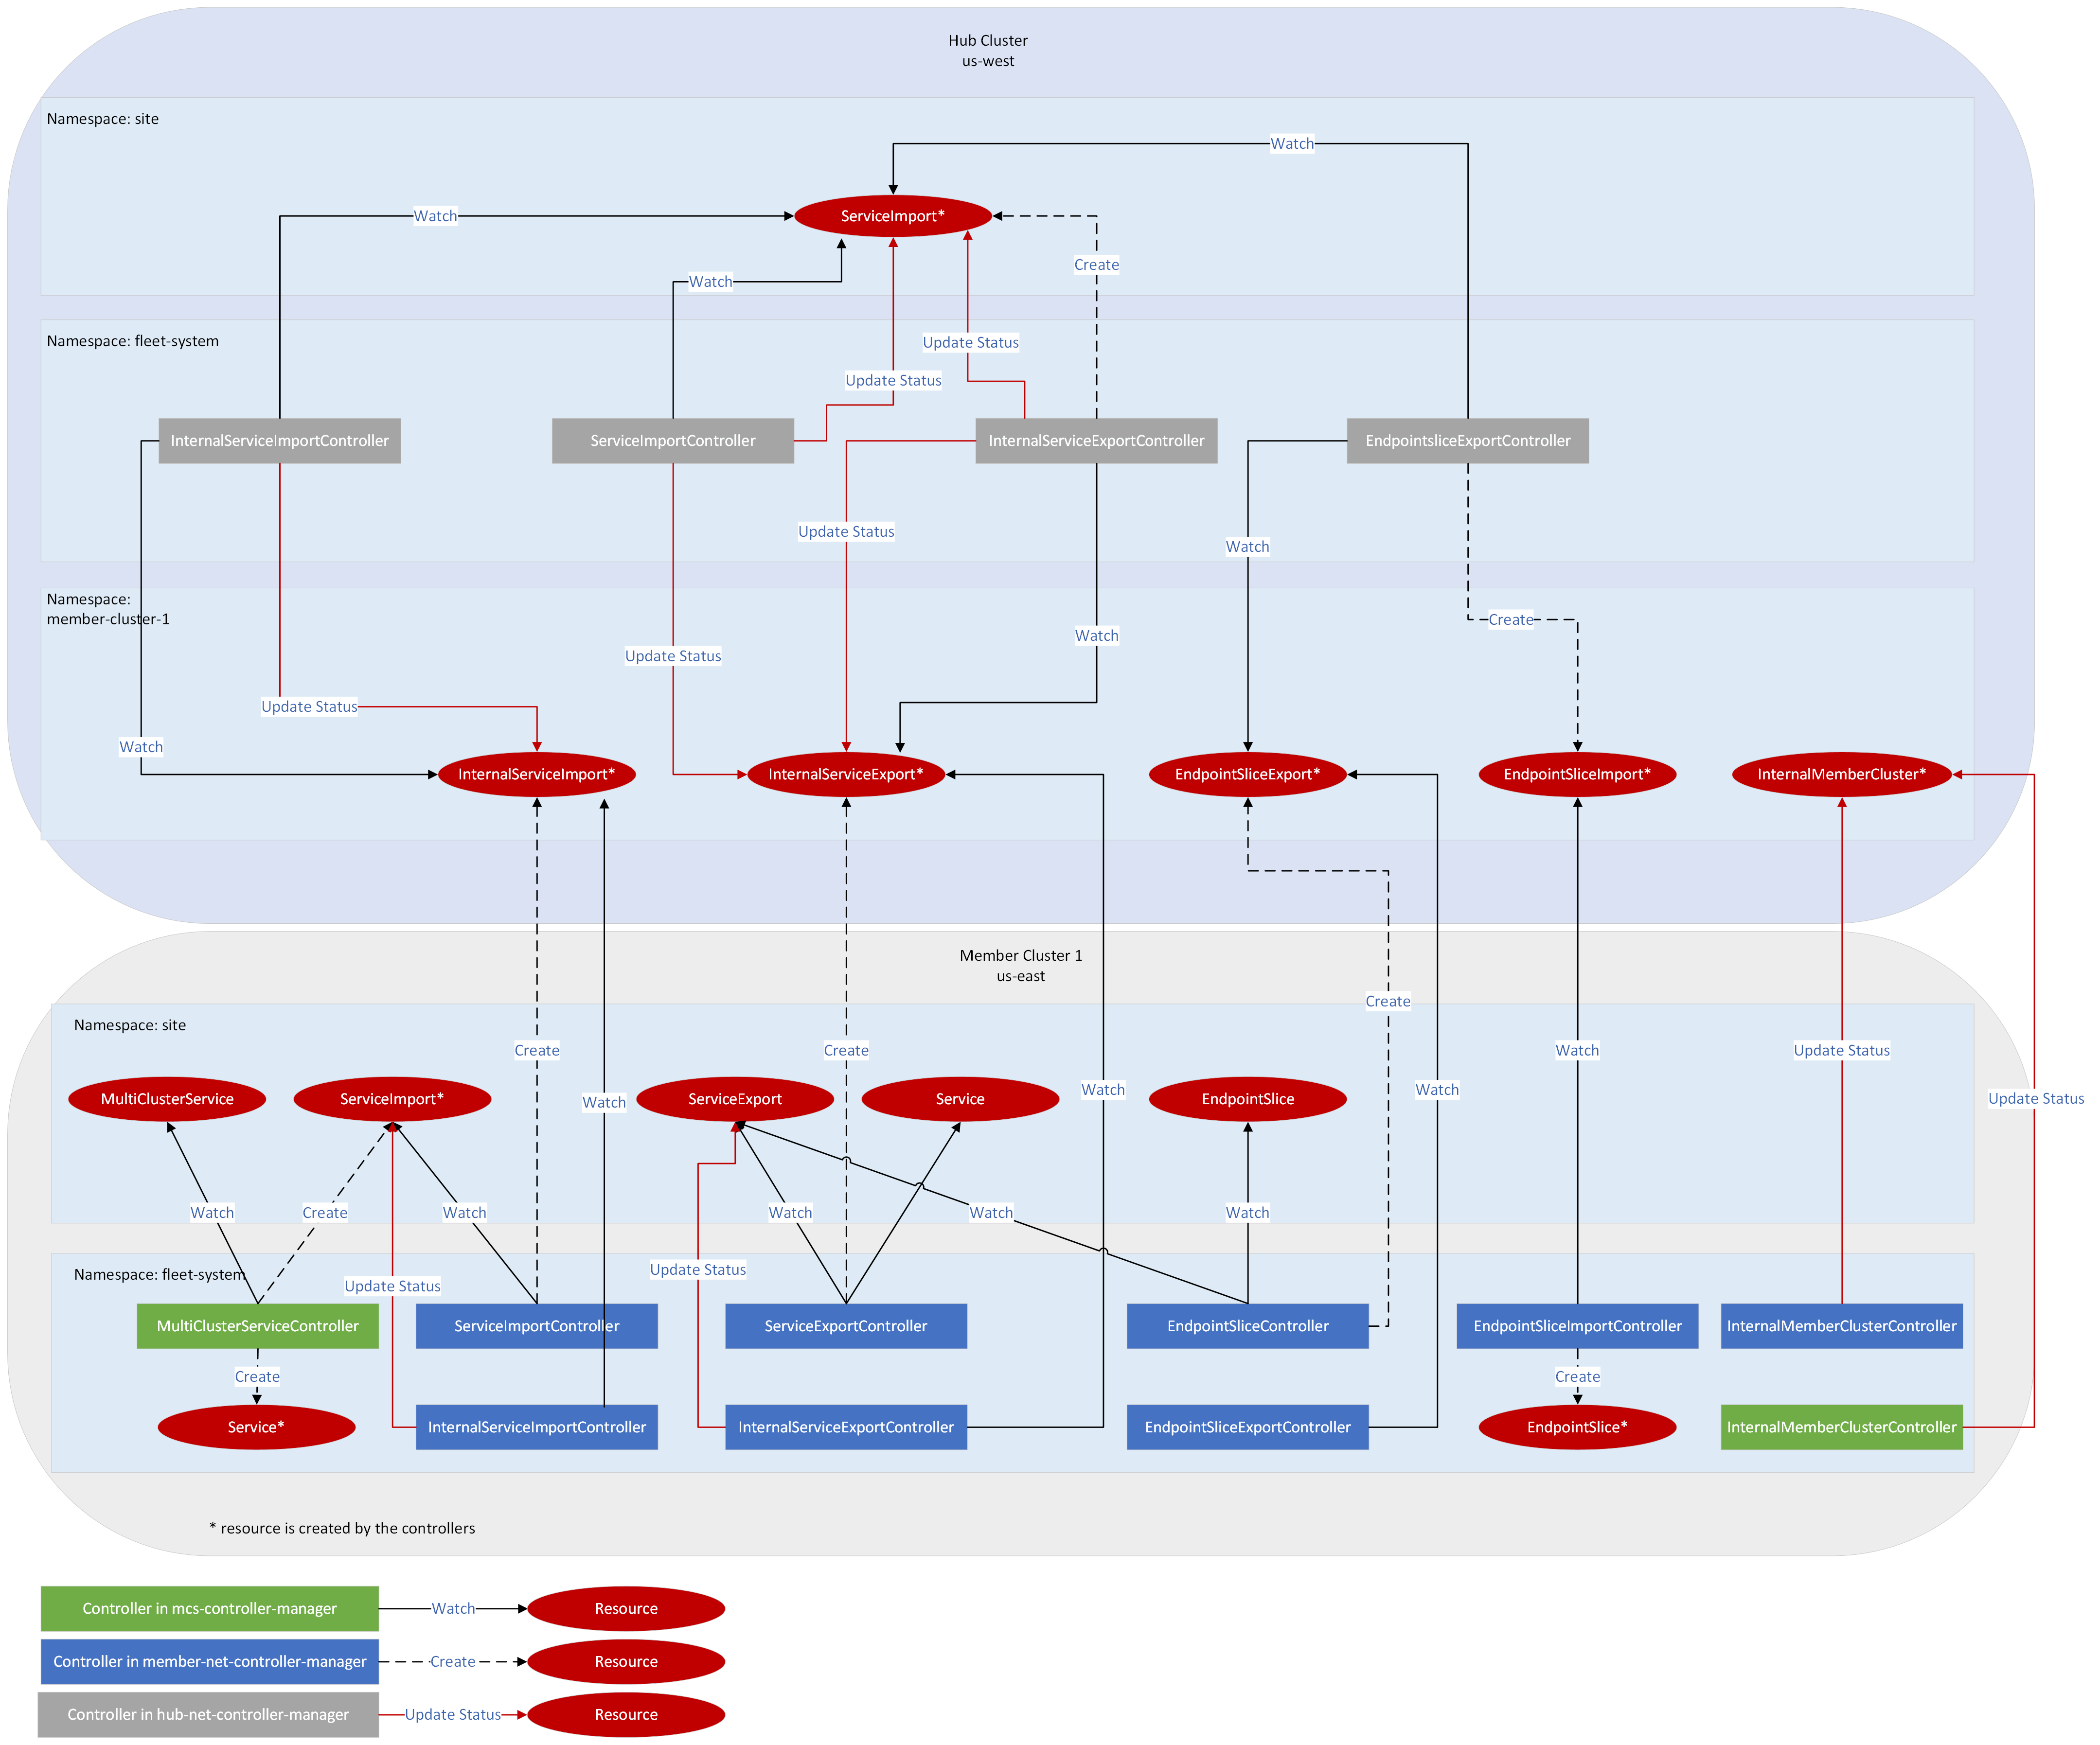 Hub Cluster
us-west
Namespace: site
Watch
Watch
ServiceImport*
Create
Watch
Namespace: fleet-system
Update Status
Update Status
InternalServiceImportController
ServiceImportController
InternalServiceExportController
EndpointsliceExportController
Update Status
Watch
Namespace:
member-cluster-1
Create
Watch
Update Status
Update Status
Watch
InternalServiceImport*
InternalServiceExport*
EndpointSliceExport*
EndpointSliceImport*
InternalMemberCluster*
Member Cluster 1
us-east
Create
Namespace: site
Create
Create
Watch
Update Status
Watch
Watch
MultiClusterService
ServiceImport*
Watch
ServiceExport
Service
EndpointSlice
Update Status
Watch
Create
Watch
Watch
Watch
Watch
Namespace: fleet-system
Update Status
Update Status
MultiClusterServiceController
ServiceImportController
ServiceExportController
EndpointSliceController
EndpointSliceImportController
InternalMemberClusterController
Create
Create
Service*
InternalServiceImportController
InternalServiceExportController
EndpointSliceExportController
EndpointSlice*
InternalMemberClusterController
* resource is created by the controllers
Controller in mcs-controller-manager
Watch
Resource
Controller in member-net-controller-manager
Create
Resource
Controller in hub-net-controller-manager
Update Status
Resource